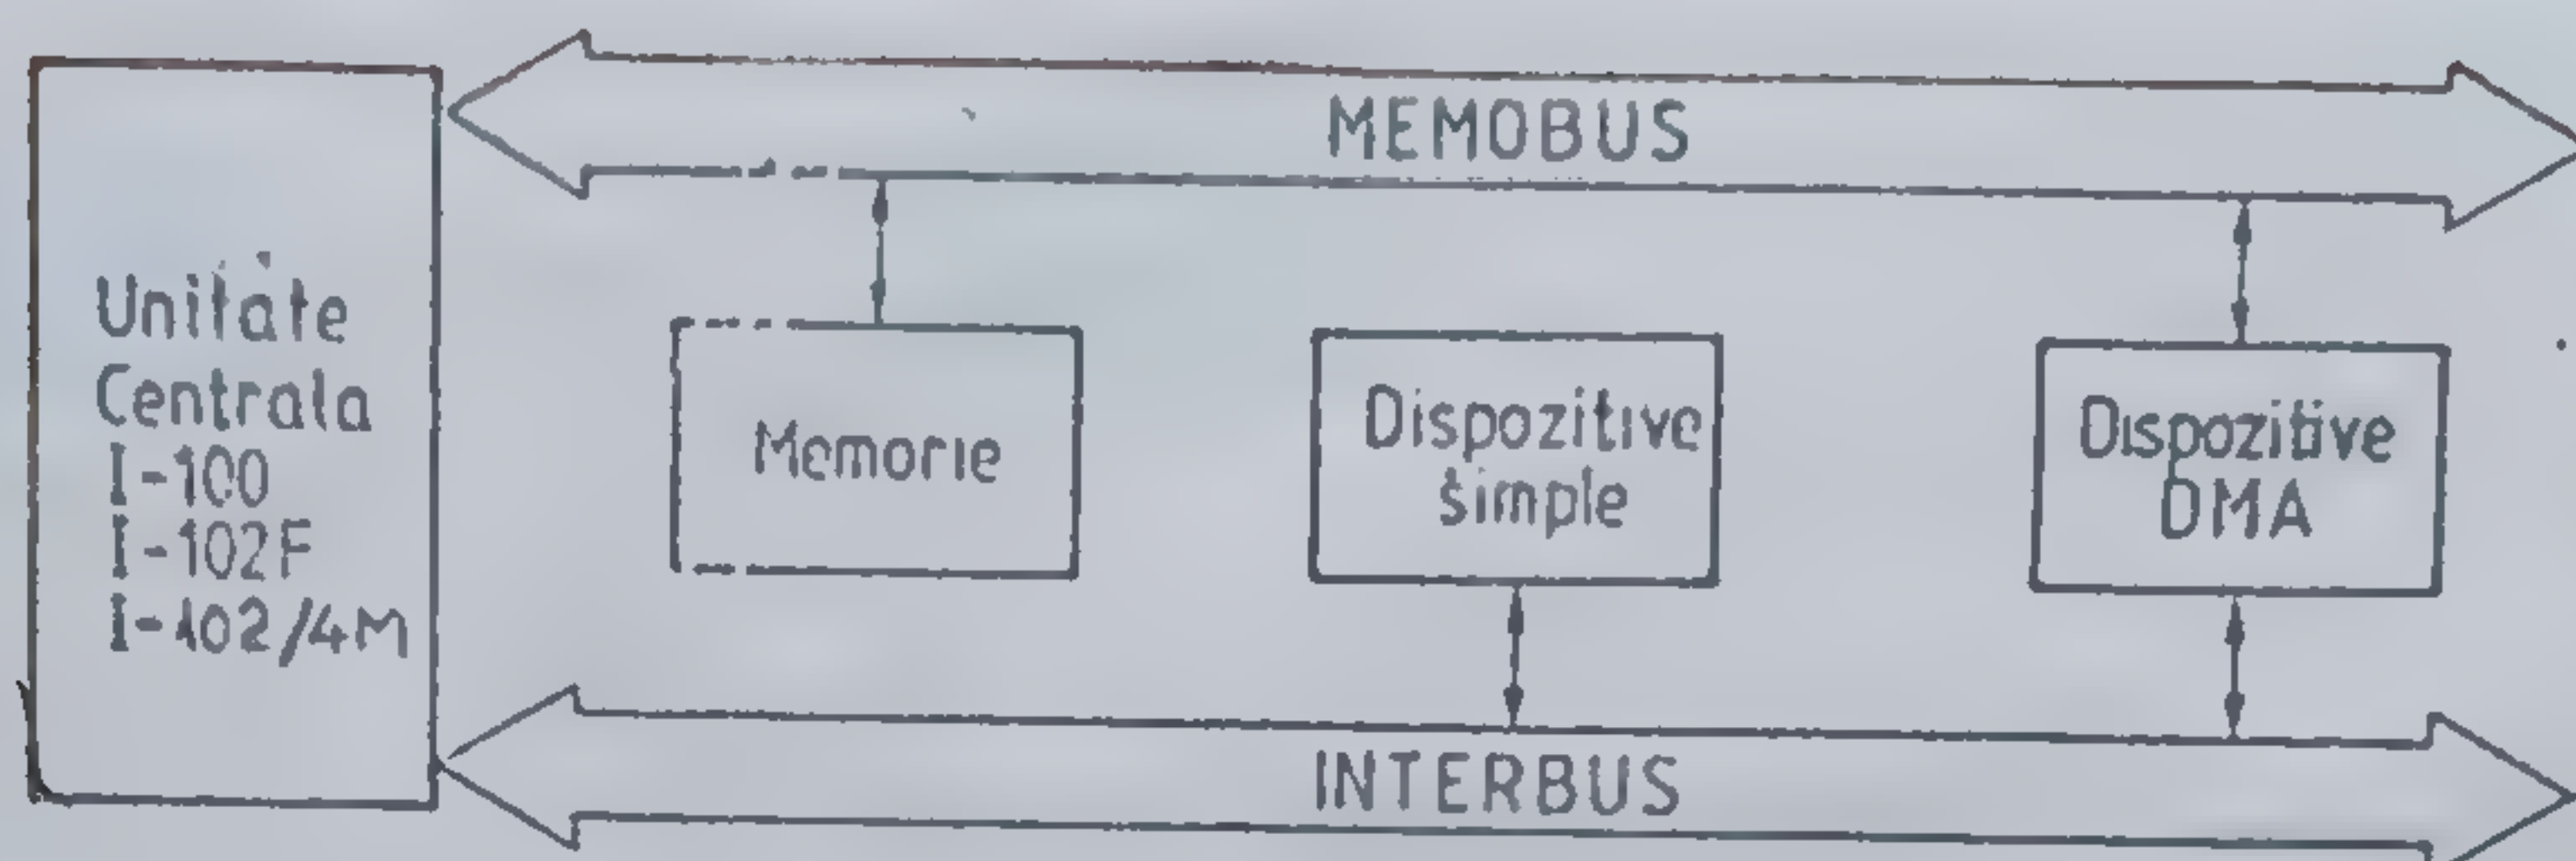 MEMOBUS
Unitate
Centrala
I-100
I-102F
I-102/4M
Memorie
Dispozitive
simple
Dispozitive
DMA
INTERBUS